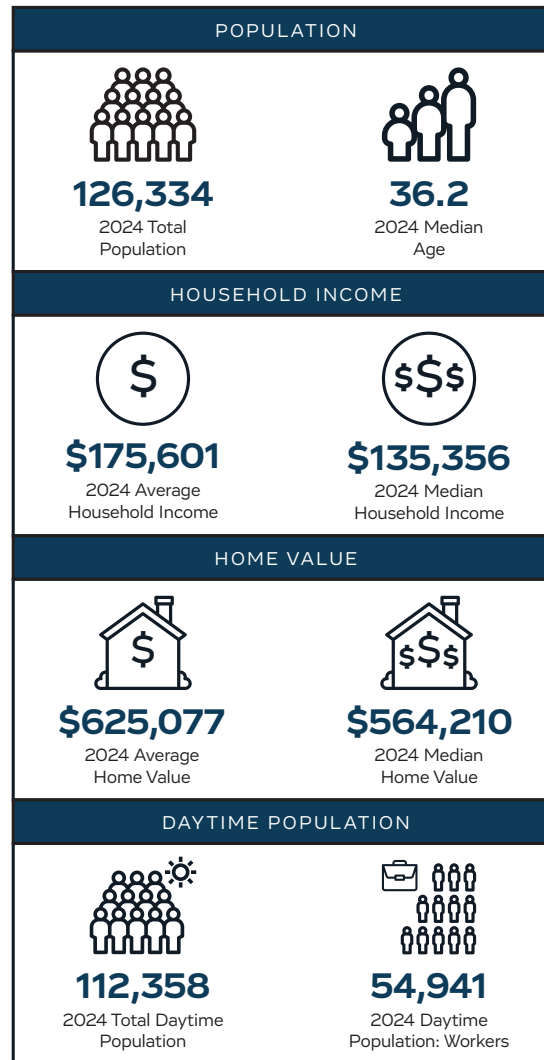 POPULATION
126,334
2024 Total
Population
36.2
2024 Median
Age
HOUSEHOLD INCOME
$
$175,601
2024 Average
Household Income
$$$
$135,356
2024 Median
Household Income
HOME VALUE
$
$625,077
2024 Average
Home Value
$$$
$564,210
2024 Median
Home Value
DAYTIME POPULATION
112,358
2024 Total Daytime
Population
54,941
2024 Daytime
Population: Workers